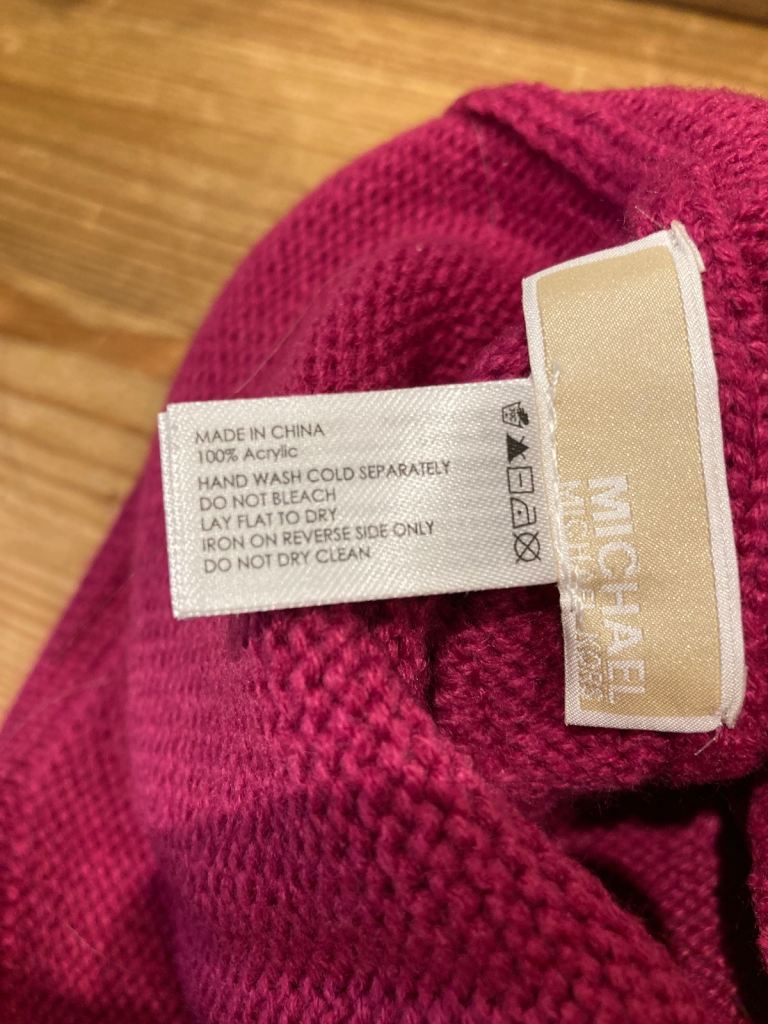 MADE IN CHINA
100% Acrylic
HAND WASH COLD SEPARATELY
DO NOT BLEACH
LAY FLAT TO DRY
IRON ON REVERSE SIDE ONLY
DO NOT DRY CLEAN
MICHAEL
MICHAEL KORS